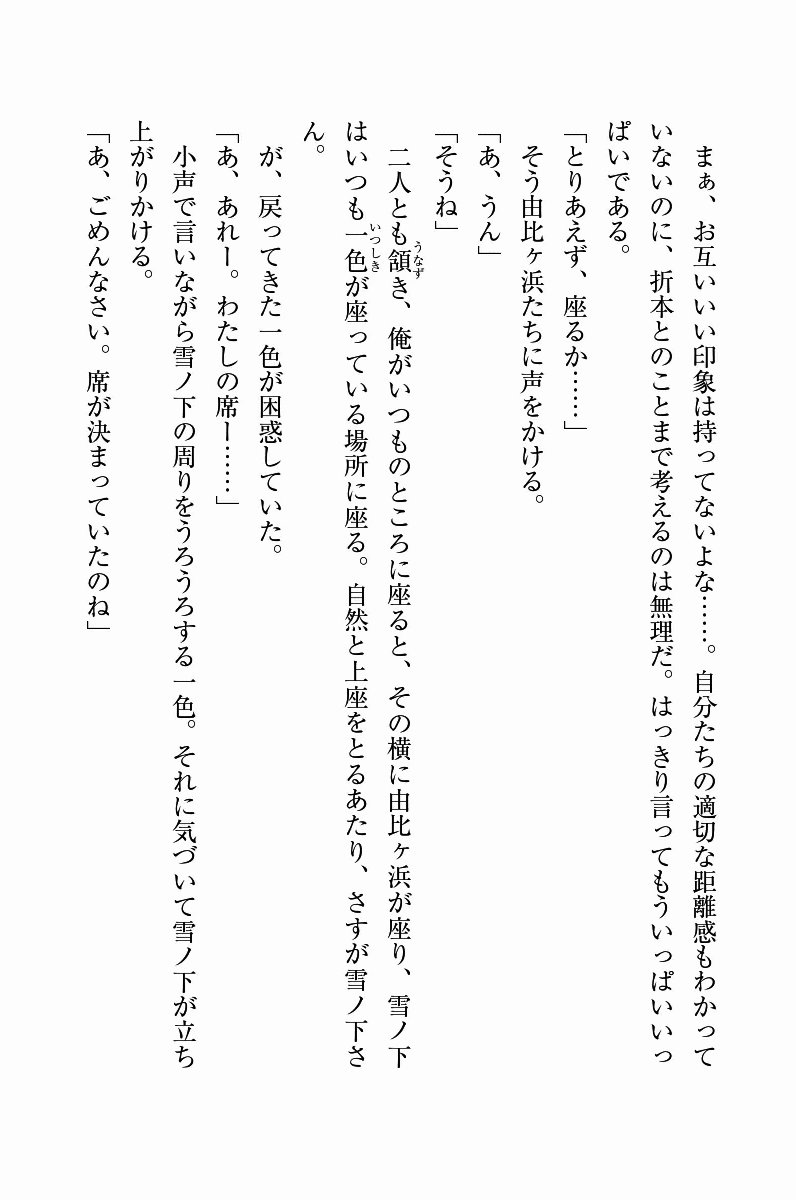 まぁ、お互いいい印象は持ってないよな……。自分たちの適切な距離感もわかって
いないのに、折本とのことまで考えるのは無理だ。はっきり言ってもういっぱいいっ
ぱいである。
「とりあえず、座るか……」
そう由比ヶ浜たちに声をかける。
「あ、うん」
「そうね」
二人とも頷き、俺がいつものところに座ると、その横に由比ヶ浜が座り、雪ノ下
うなず
はいつも一色が座っている場所に座る。自然と上座をとるあたり、さすが雪ノ下さ
いつしき
ん。
が、戻ってきた一色が困惑していた。
「あ、あれー。わたしの席ー……」
小声で言いながら雪ノ下の周りをうろうろする一色。それに気づいて雪ノ下が立ち
上がりかける。
「あ、ごめんなさい。席が決まっていたのね」